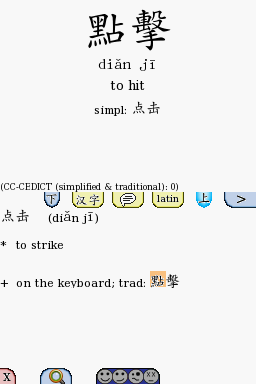 點擊
diǎn jī
to hit
simpl: 点击
(CC-CEDICT (simplified & traditional): 0)
下 汉字 latin 上 >
点击 (diǎn jī)
* to strike
+ on the keyboard; trad: 點擊
X